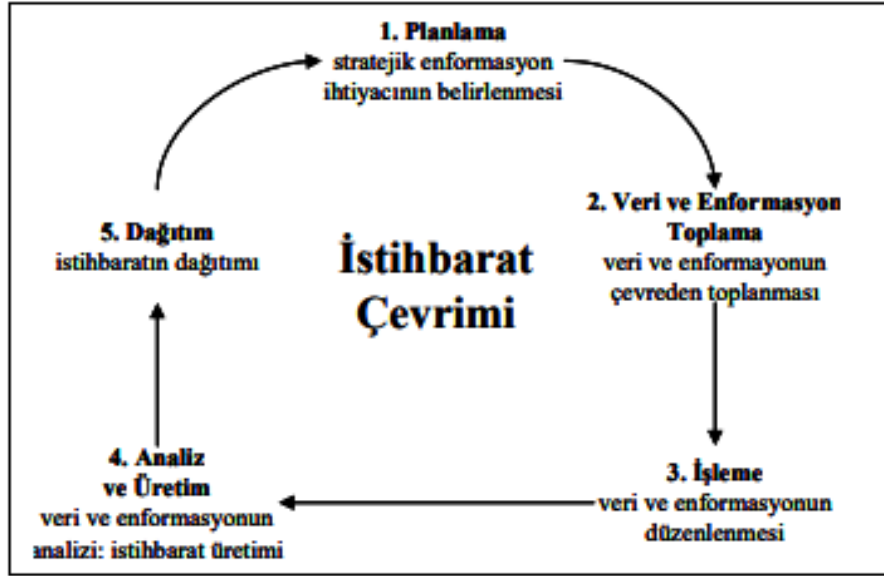 1. Planlama
stratejik enformasyon
ihtiyacının belirlenmesi
2. Veri ve Enformasyon
Toplama
veri ve enformayonun
çevreden toplanması
3. İşleme
veri ve enformasyonun
düzenlenmesi
4. Analiz
ve Üretim
veri ve enformasyonun
analizi: istihbarat üretimi
5. Dağıtım
istihbaratın dağıtımı
İstihbarat
Çevrimi